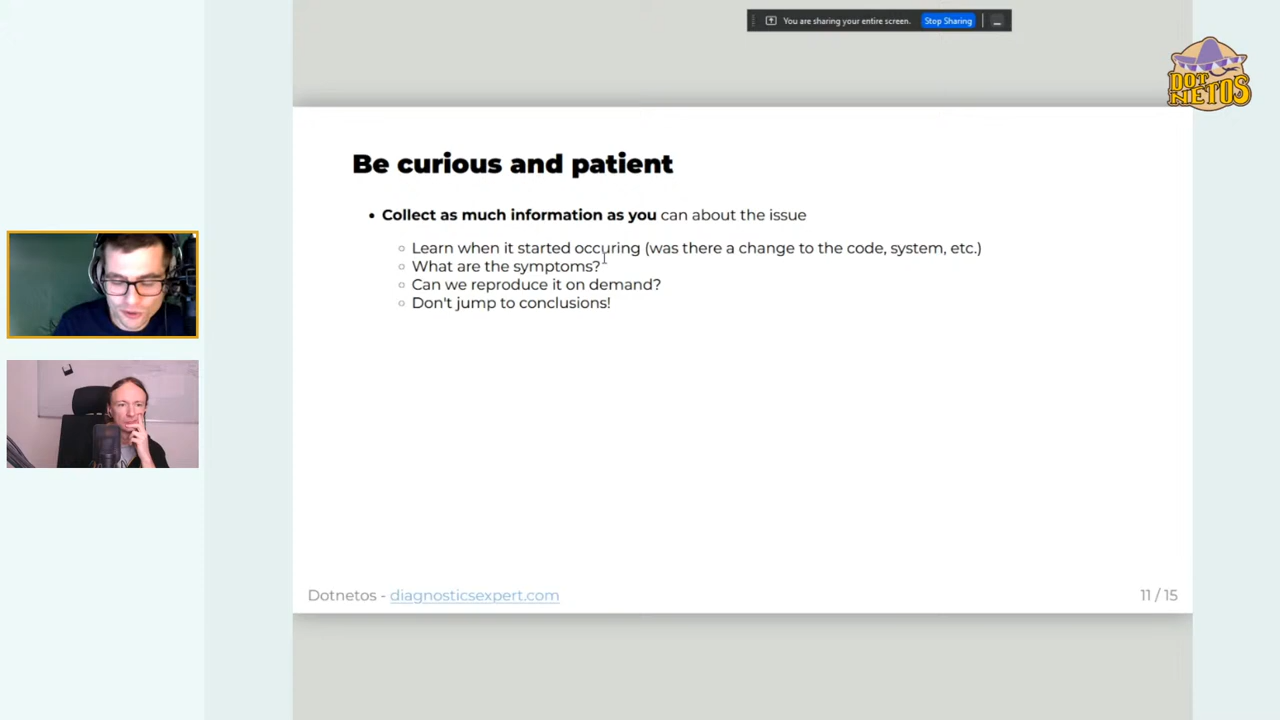 You are sharing your entire screen.
Stop Sharing
DOT
NETOS
Be curious and patient
Collect as much information as you can about the issue
Learn when it started occuring (was there a change to the code, system, etc.)
What are the symptoms?
Can we reproduce it on demand?
Don't jump to conclusions!
Dotnetos - diagnosticsexpert.com
11 / 15